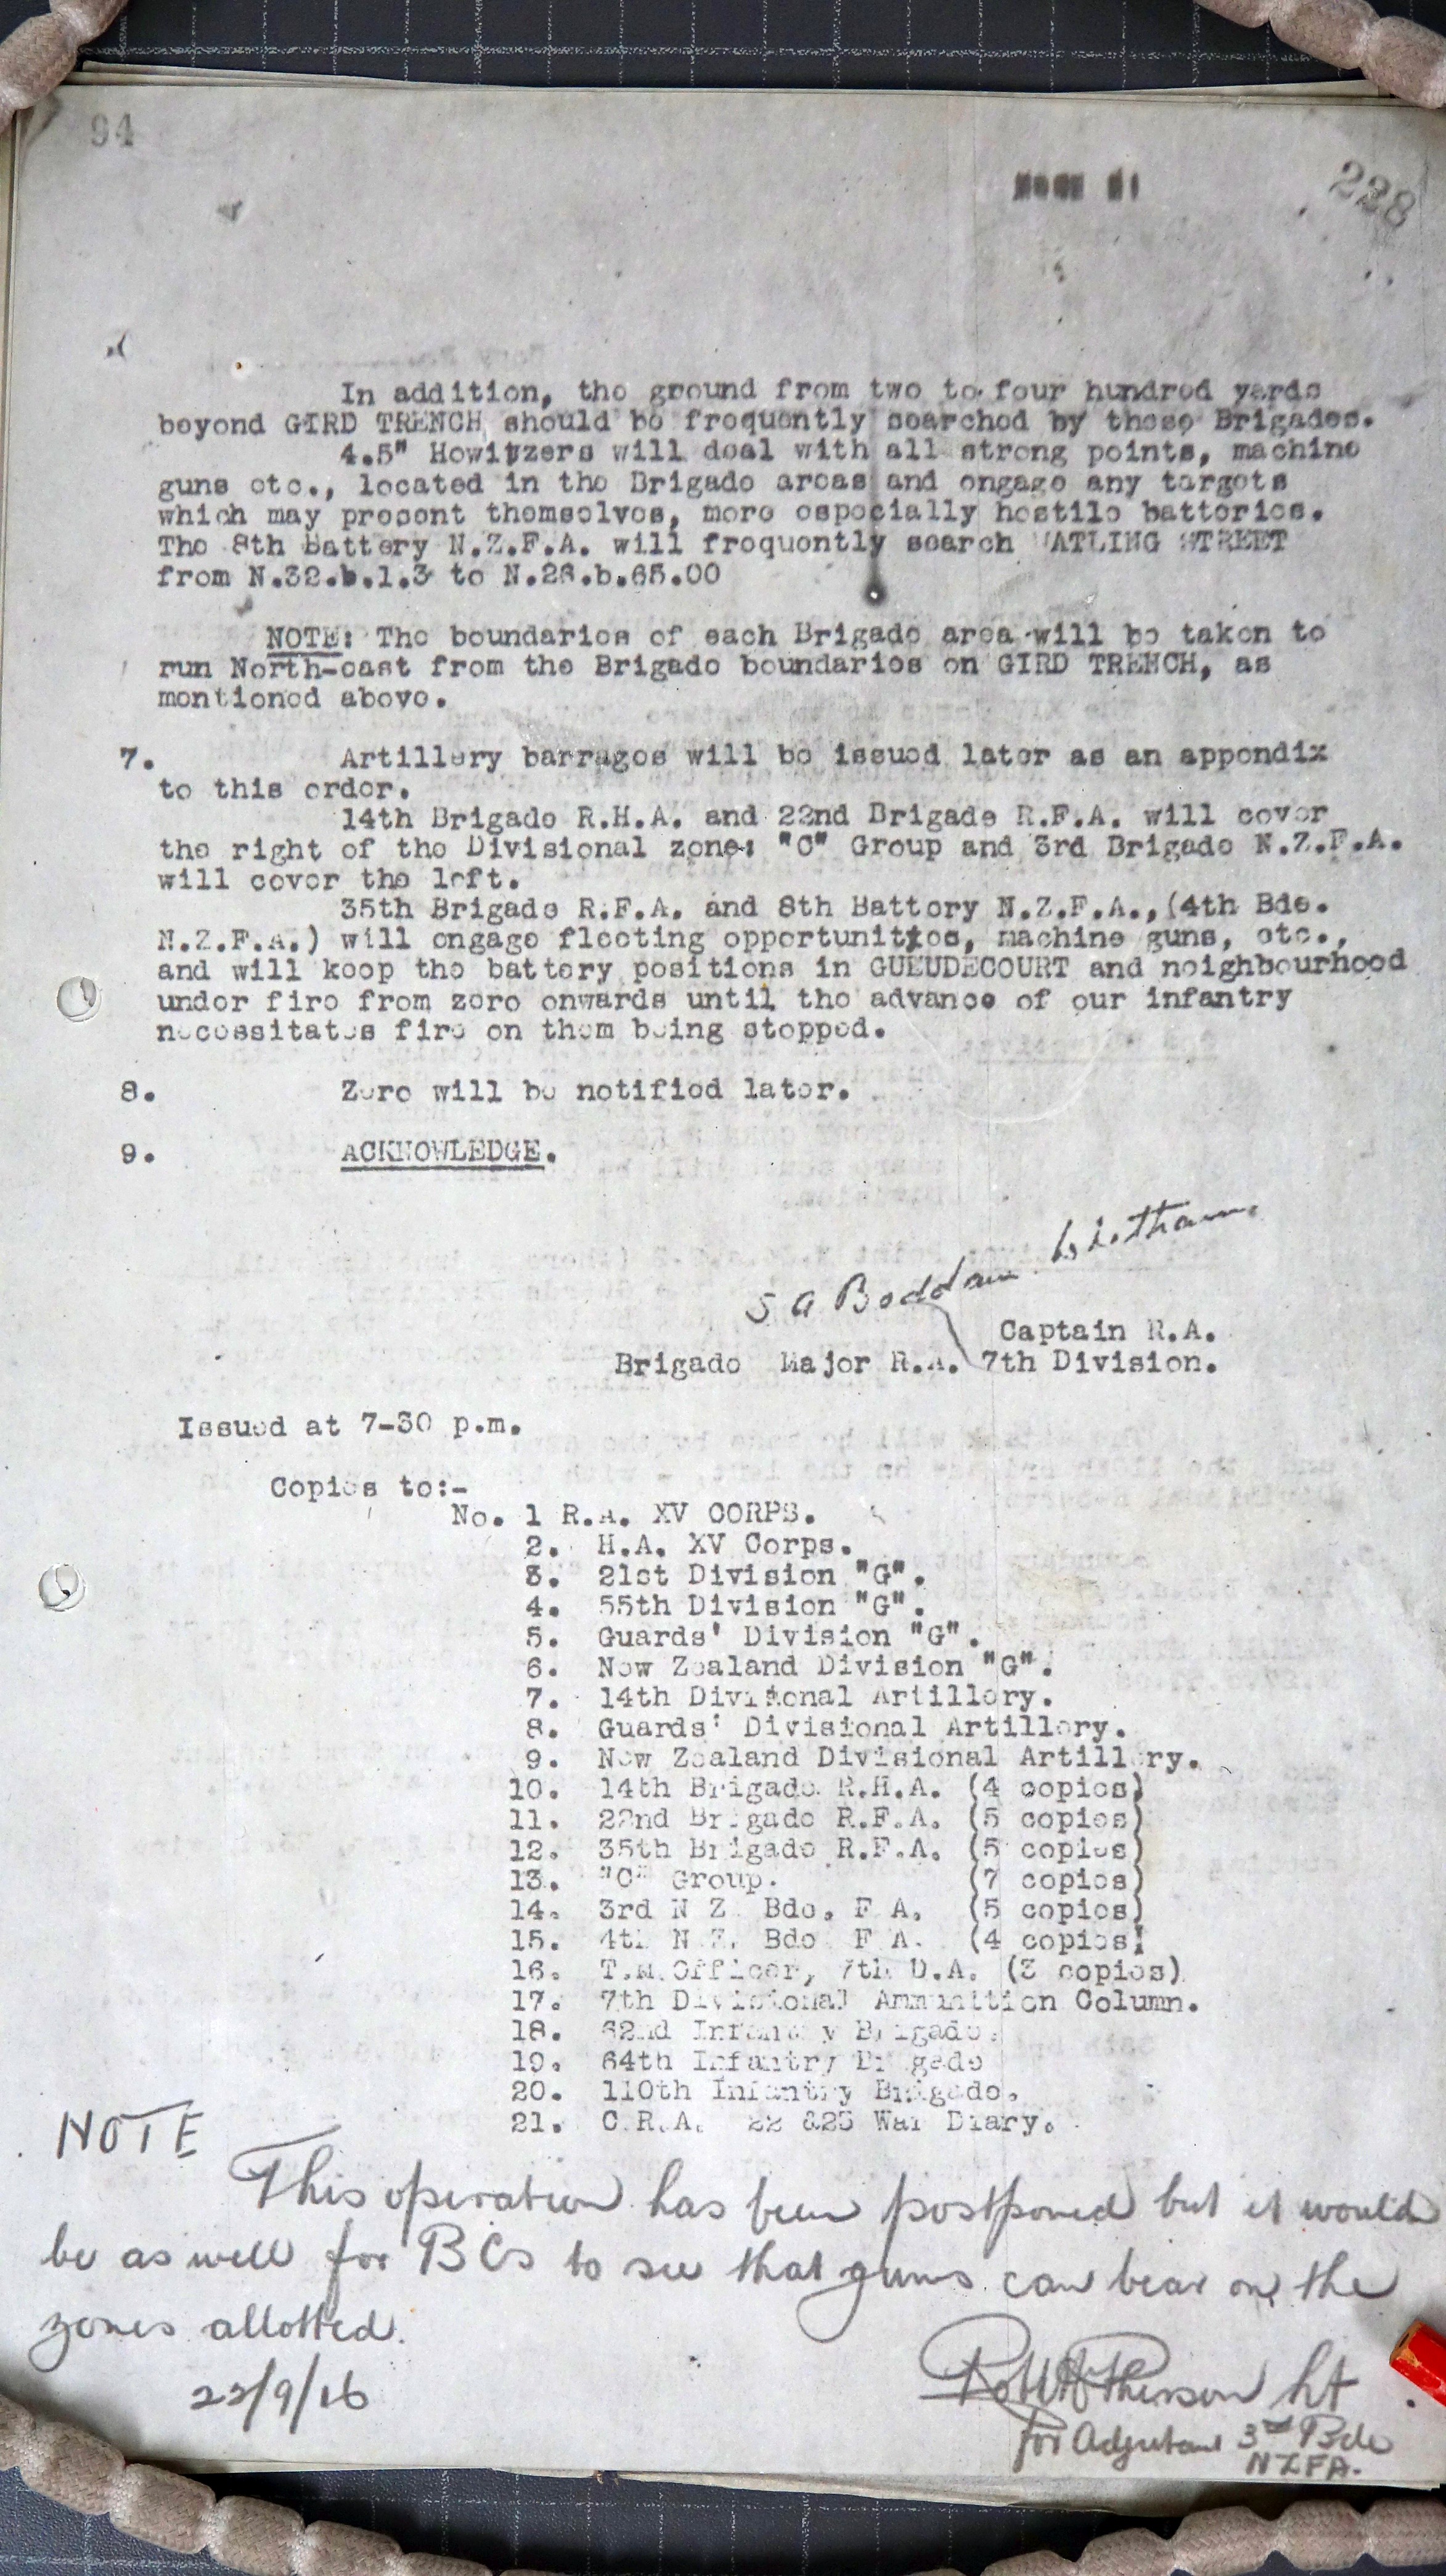 94
228
In addition, the ground from two to four hundred yards
beyond GIRD TRENCH should be frequently searched by these Brigades.
4.5" Howitzers will deal with all strong points, machine
guns etc., located in the Brigade areas and engage any targets
which may present themselves, more especially hostile batteries.
The 8th Battery N.Z.F.A. will frequently search WATLING STREET
from N.32.b.1.3 to N.26.b.65.00
NOTE: The boundaries of each Brigade area will be taken to
run North-east from the Brigade boundaries on GIRD TRENCH, as
mentioned above.
7. Artillery barrages will be issued later as an appendix
to this order.
14th Brigade R.H.A. and 22nd Brigade R.F.A. will cover
the right of the Divisional zone: "C" Group and 3rd Brigade N.Z.F.A.
will cover the left.
35th Brigade R.F.A. and 8th Battery N.Z.F.A.,(4th Bde.
N.Z.F.A.) will engage fleeting opportunities, machine guns, etc.,
and will keep the battery positions in GUEUDECOURT and neighbourhood
under fire from zero onwards until the advance of our infantry
necessitates fire on them being stopped.
8. Zero will be notified later.
9. ACKNOWLEDGE.
S A Boddam Whitham
Captain R.A.
Brigade Major R.A. 7th Division.
Issued at 7-30 p.m.
Copies to:-
No. 1 R.A. XV CORPS.
2. H.A. XV Corps.
3. 21st Division "G".
4. 55th Division "G".
5. Guards' Division "G".
6. New Zealand Division "G".
7. 14th Divisional Artillery.
8. Guards' Divisional Artillery.
9. New Zealand Divisional Artillery.
10. 14th Brigade R.H.A. (4 copies)
11. 22nd Brigade R.F.A. (5 copies)
12. 35th Brigade R.F.A. (5 copies)
13. "C" Group. (7 copies)
14. 3rd N Z Bde. F A. (5 copies)
15. 4th N.Z. Bde F A. (4 copies)
16. T.M.Officer, 7th D.A. (3 copies)
17. 7th Divisional Ammunition Column.
18. 62nd Infantry Brigade.
19. 64th Infantry Brigade
20. 110th Infantry Brigade.
21. C.R.A. 22 &23 War Diary.
NOTE
This operation has been postponed but it would
be as well for BCs to see that guns can bear on the
zones allotted.
22/9/16
Lt
for Adjutant 3rd Bde
NZFA.